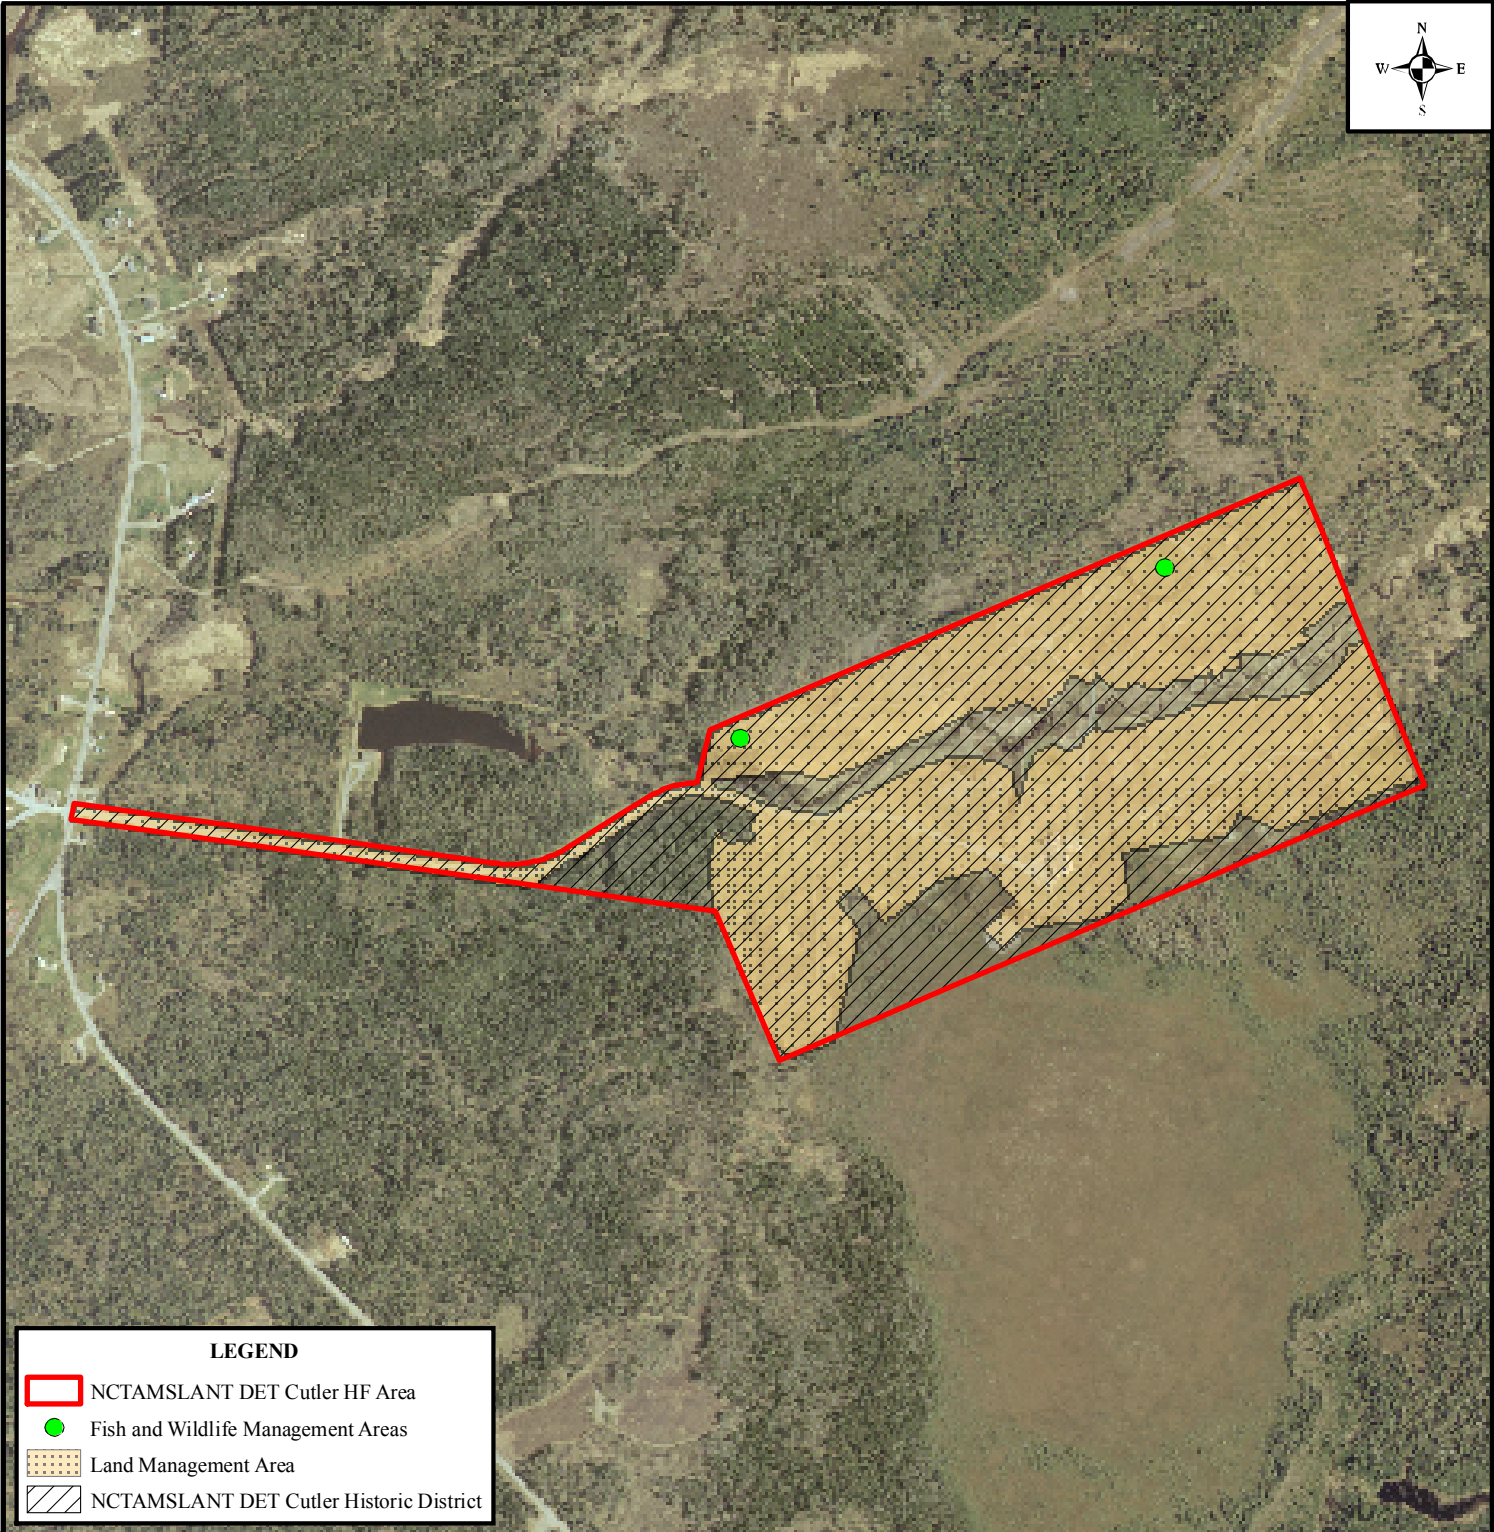 N
W E
S
LEGEND
NCTAMSLANT DET Cutler HF Area
Fish and Wildlife Management Areas
Land Management Area
NCTAMSLANT DET Cutler Historic District